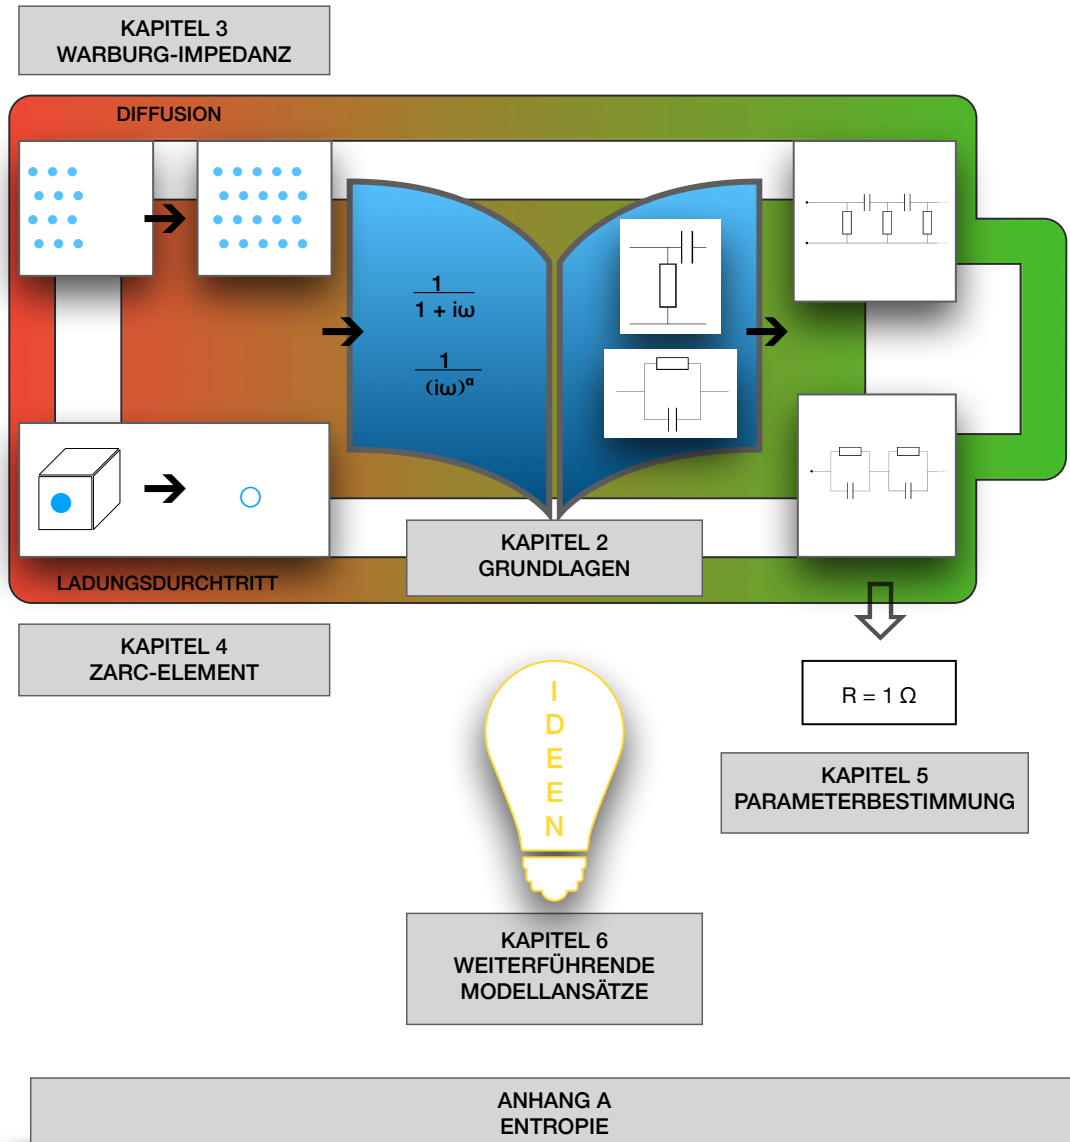 KAPITEL 3
WARBURG-IMPEDANZ
DIFFUSION
1
1 + iω
1
(iω)^α
KAPITEL 2
GRUNDLAGEN
LADUNGSDURCHTRITT
KAPITEL 4
ZARC-ELEMENT
R = 1 Ω
I
D
E
E
N
KAPITEL 5
PARAMETERBESTIMMUNG
KAPITEL 6
WEITERFÜHRENDE
MODELLANSÄTZE
ANHANG A
ENTROPIE